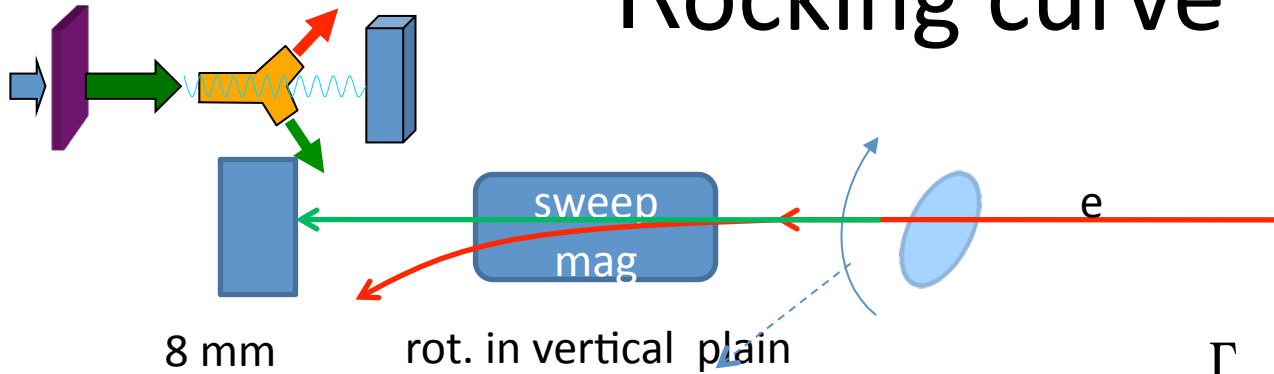 Rocking curve
sweep
mag
e
8 mm
rot. in vertical plain
Γ